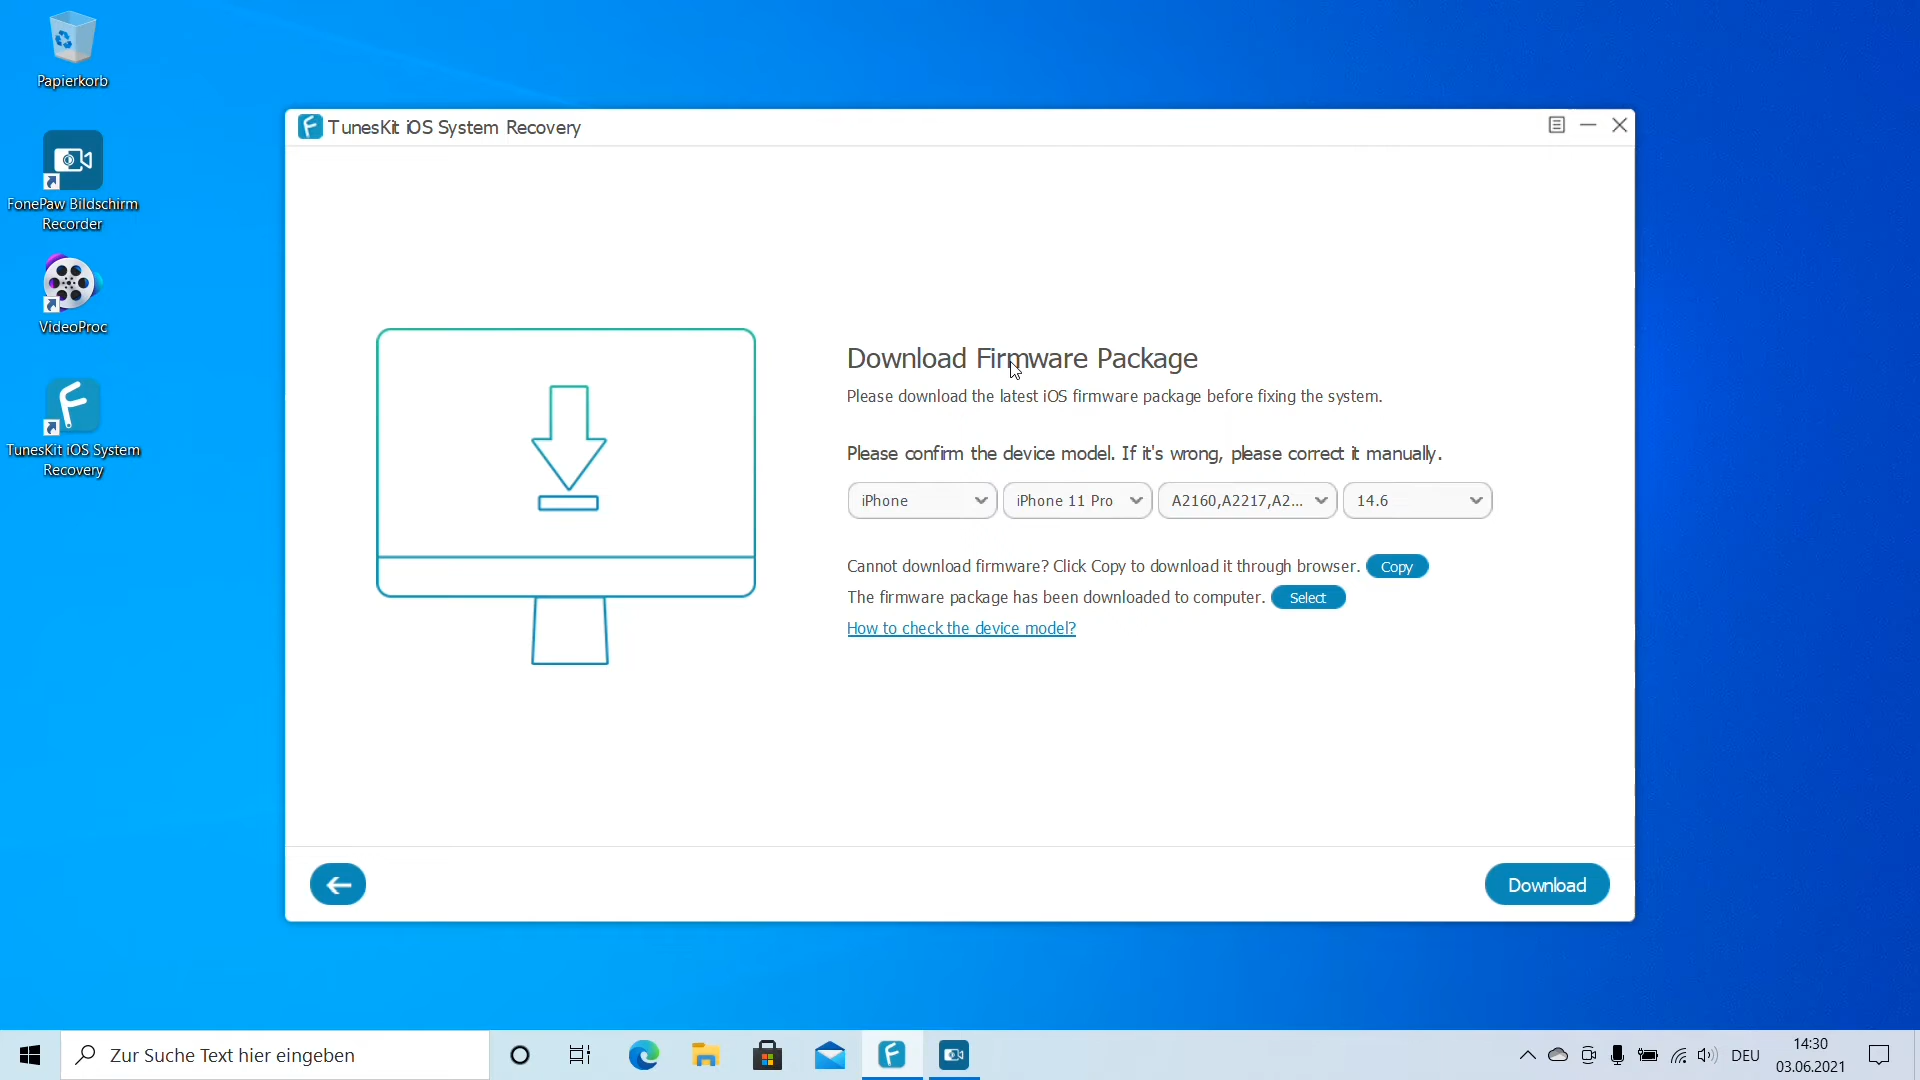 Papierkorb
FonePaw Bildschirm
Recorder
VideoProc
TunesKit iOS System
Recovery
TunesKit iOS System Recovery
Download Firmware Package
Please download the latest iOS firmware package before fixing the system.
Please confirm the device model. If it's wrong, please correct it manually.
iPhone iPhone 11 Pro A2160,A2217,A2... 14.6
Cannot download firmware? Click Copy to download it through browser. Copy
The firmware package has been downloaded to computer. Select
How to check the device model?
Download
Zur Suche Text hier eingeben
DEU
14:30
03.06.2021